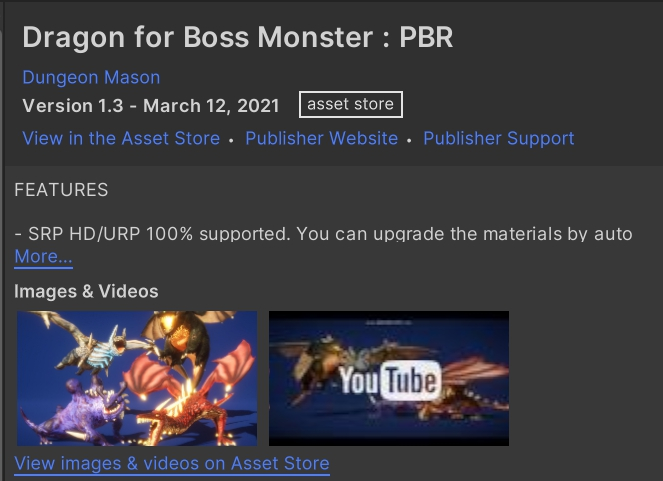 Dragon for Boss Monster : PBR
Dungeon Mason
Version 1.3 - March 12, 2021 asset store
View in the Asset Store • Publisher Website • Publisher Support
FEATURES
- SRP HD/URP 100% supported. You can upgrade the materials by auto
More...
Images & Videos
YouTube
View images & videos on Asset Store